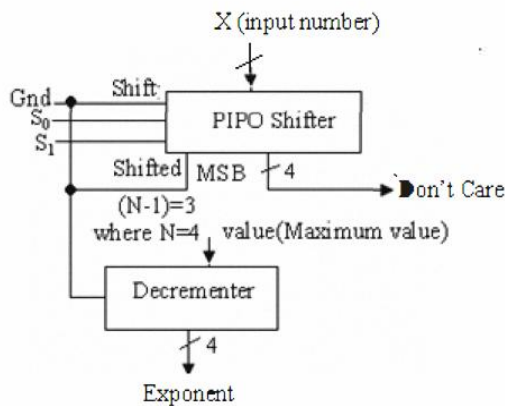 X (input number)
Gnd
Shift
S0
S1
PIPO Shifter
Shifted
MSB
4
Don't Care
(N-1)=3
where N=4
value(Maximum value)
Decrementer
4
Exponent